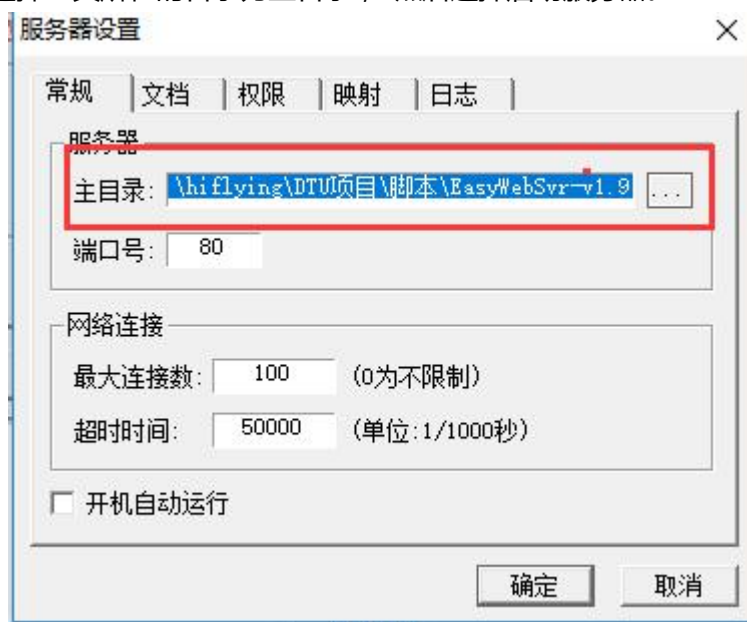 服务器设置
常规 文档 权限 映射 日志
服务器
主目录: \hiflying\DTU项目\脚本\EasyWebSvr-v1.9 ...
端口号: 80
网络连接
最大连接数: 100 (0为不限制)
超时时间: 50000 (单位:1/1000秒)
开机自动运行
确定 取消